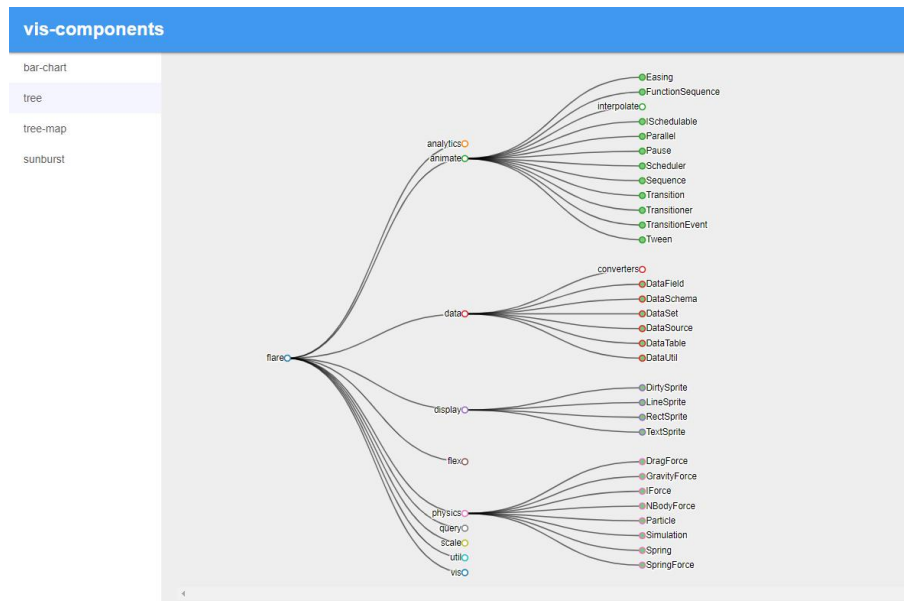 vis-components
bar-chart
tree
tree-map
sunburst
flare
analytics
animate
Easing
FunctionSequence
interpolate
ISchedulable
Parallel
Pause
Scheduler
Sequence
Transition
Transitioner
TransitionEvent
Tween
data
converters
DataField
DataSchema
DataSet
DataSource
DataTable
DataUtil
display
DirtySprite
LineSprite
RectSprite
TextSprite
flex
physics
DragForce
GravityForce
IForce
NBodyForce
Particle
Simulation
Spring
SpringForce
query
scale
util
vis